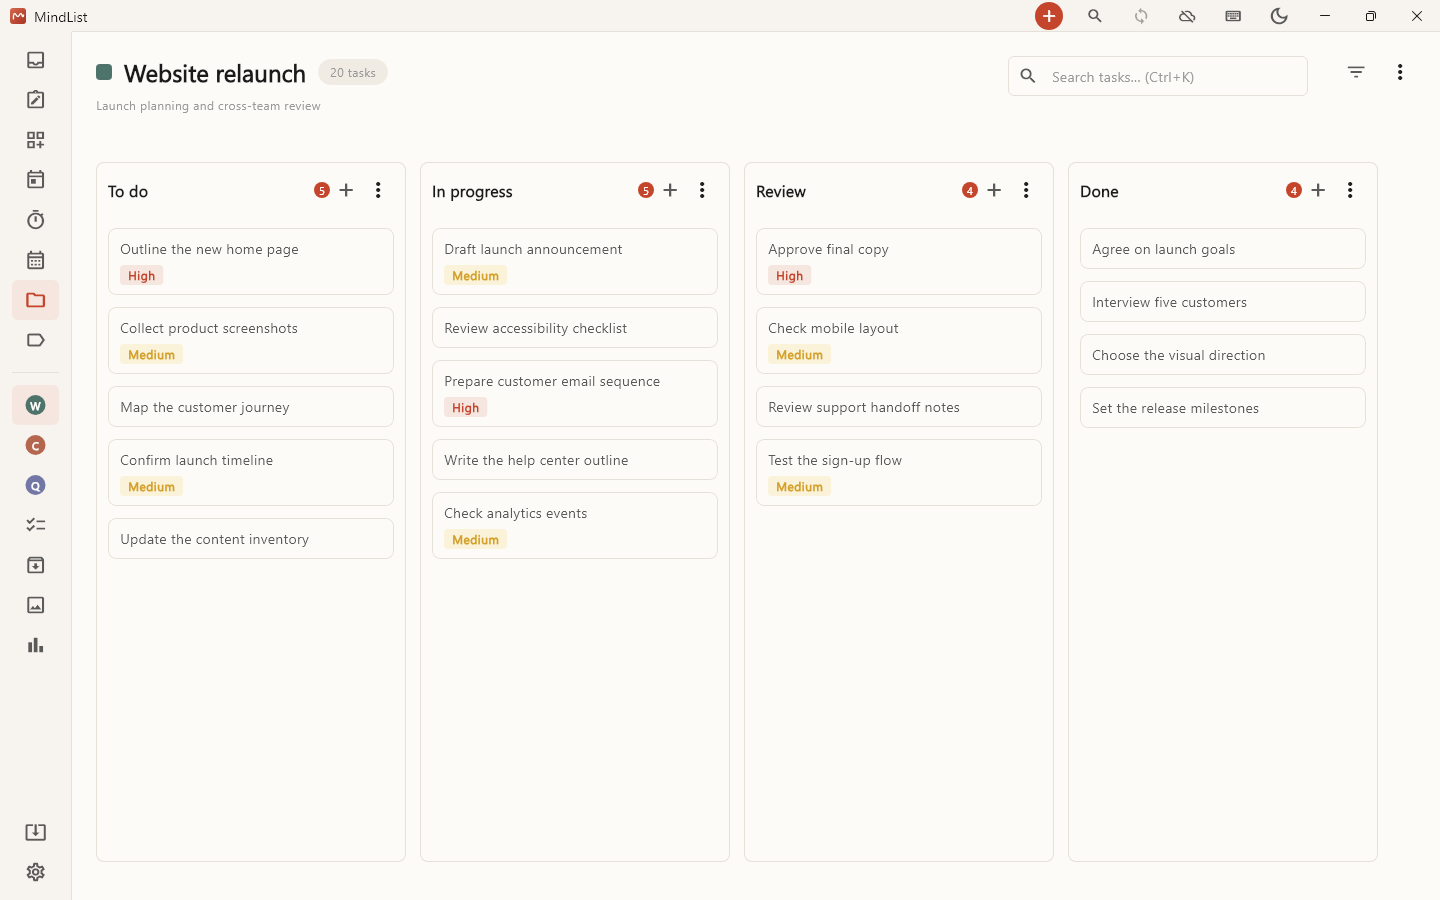 MindList
Website relaunch
20 tasks
Search tasks... (Ctrl+K)
Launch planning and cross-team review
To do
5
Outline the new home page
High
Collect product screenshots
Medium
Map the customer journey
Confirm launch timeline
Medium
Update the content inventory
In progress
5
Draft launch announcement
Medium
Review accessibility checklist
Prepare customer email sequence
High
Write the help center outline
Check analytics events
Medium
Review
4
Approve final copy
High
Check mobile layout
Medium
Review support handoff notes
Test the sign-up flow
Medium
Done
4
Agree on launch goals
Interview five customers
Choose the visual direction
Set the release milestones
W
C
Q